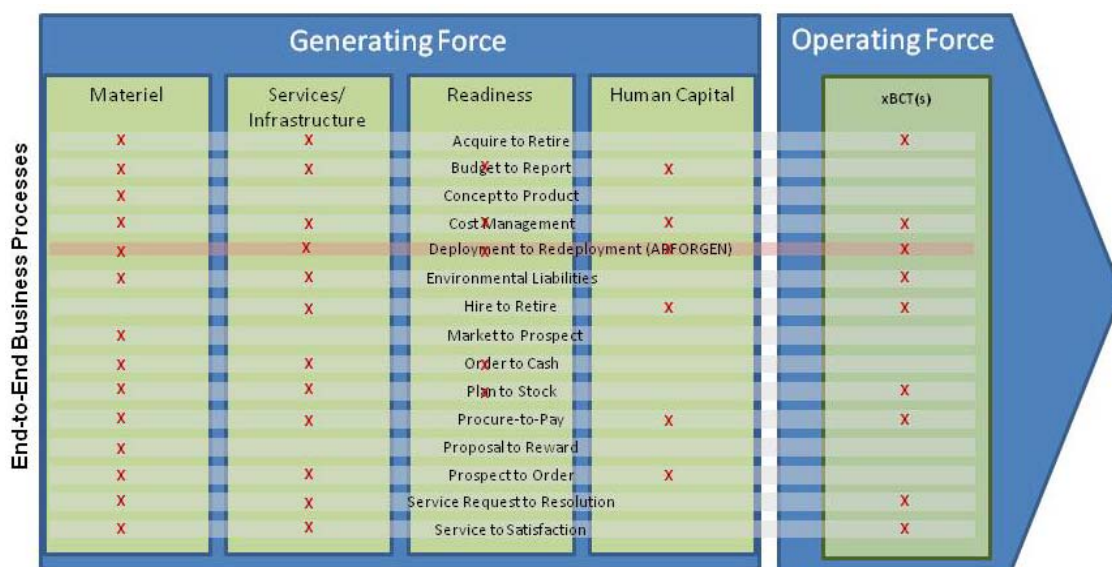 Generating Force
Operating Force
Materiel
Services/
Infrastructure
Readiness
Human Capital
xBCT(s)
End-to-End Business Processes
X X Acquire to Retire X
X X Budget to Report X X
X Concept to Product
X X Cost Management X X X
X X Deployment to Redeployment (ARFORGEN) X X X
X X Environmental Liabilities X
X Hire to Retire X X
X Market to Prospect
X X Order to Cash X
X X Plan to Stock X X
X X Procure-to-Pay X X
X Proposal to Reward
X X Prospect to Order X
X X Service Request to Resolution X
X X Service to Satisfaction X